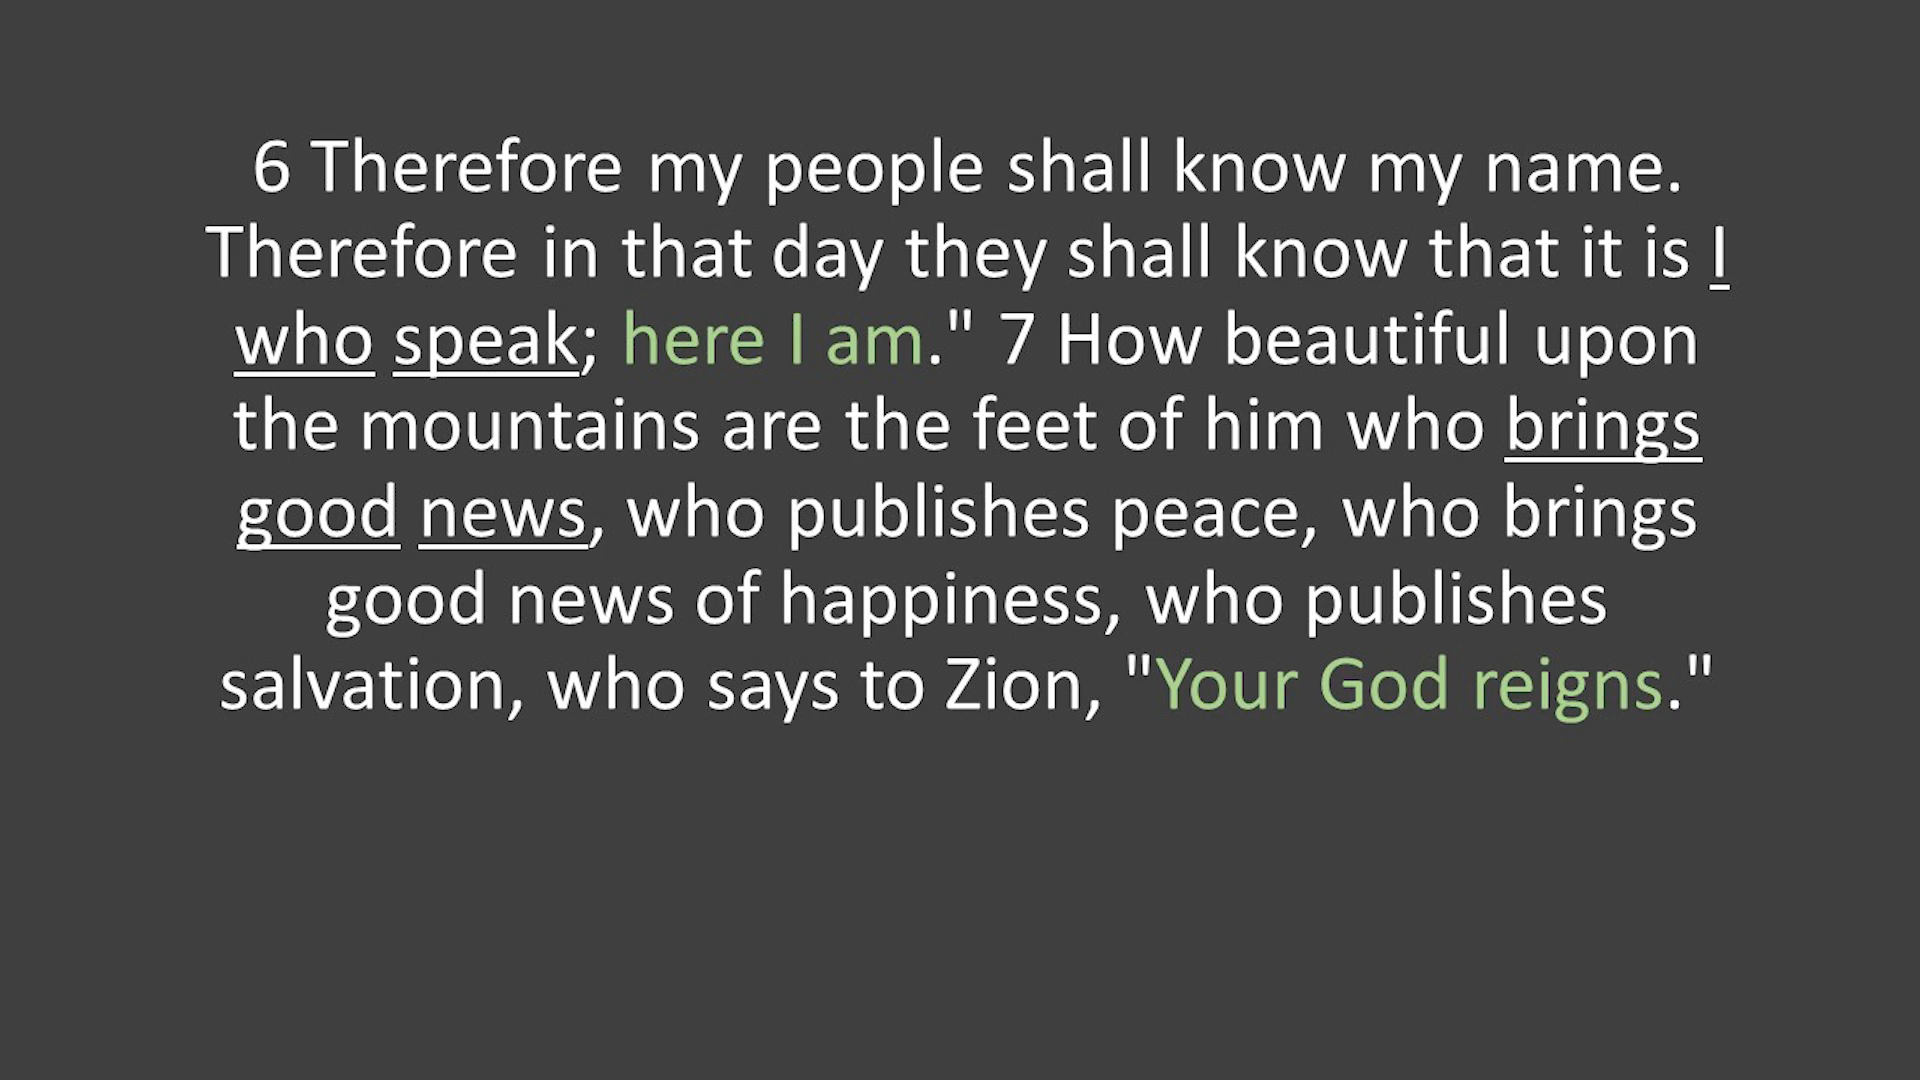 6 Therefore my people shall know my name.
Therefore in that day they shall know that it is I
who speak; here I am." 7 How beautiful upon
the mountains are the feet of him who brings
good news, who publishes peace, who brings
good news of happiness, who publishes
salvation, who says to Zion, "Your God reigns."